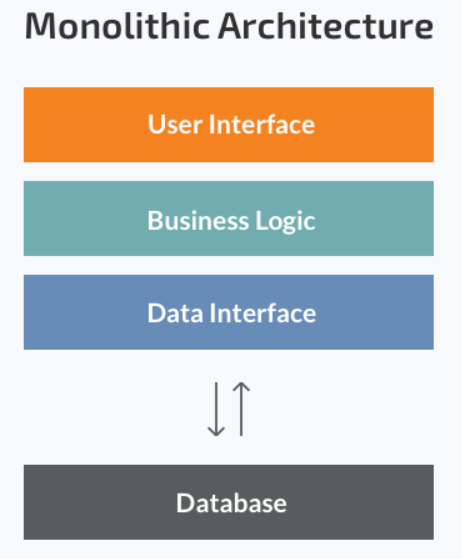 Monolithic Architecture
User Interface
Business Logic
Data Interface
Database